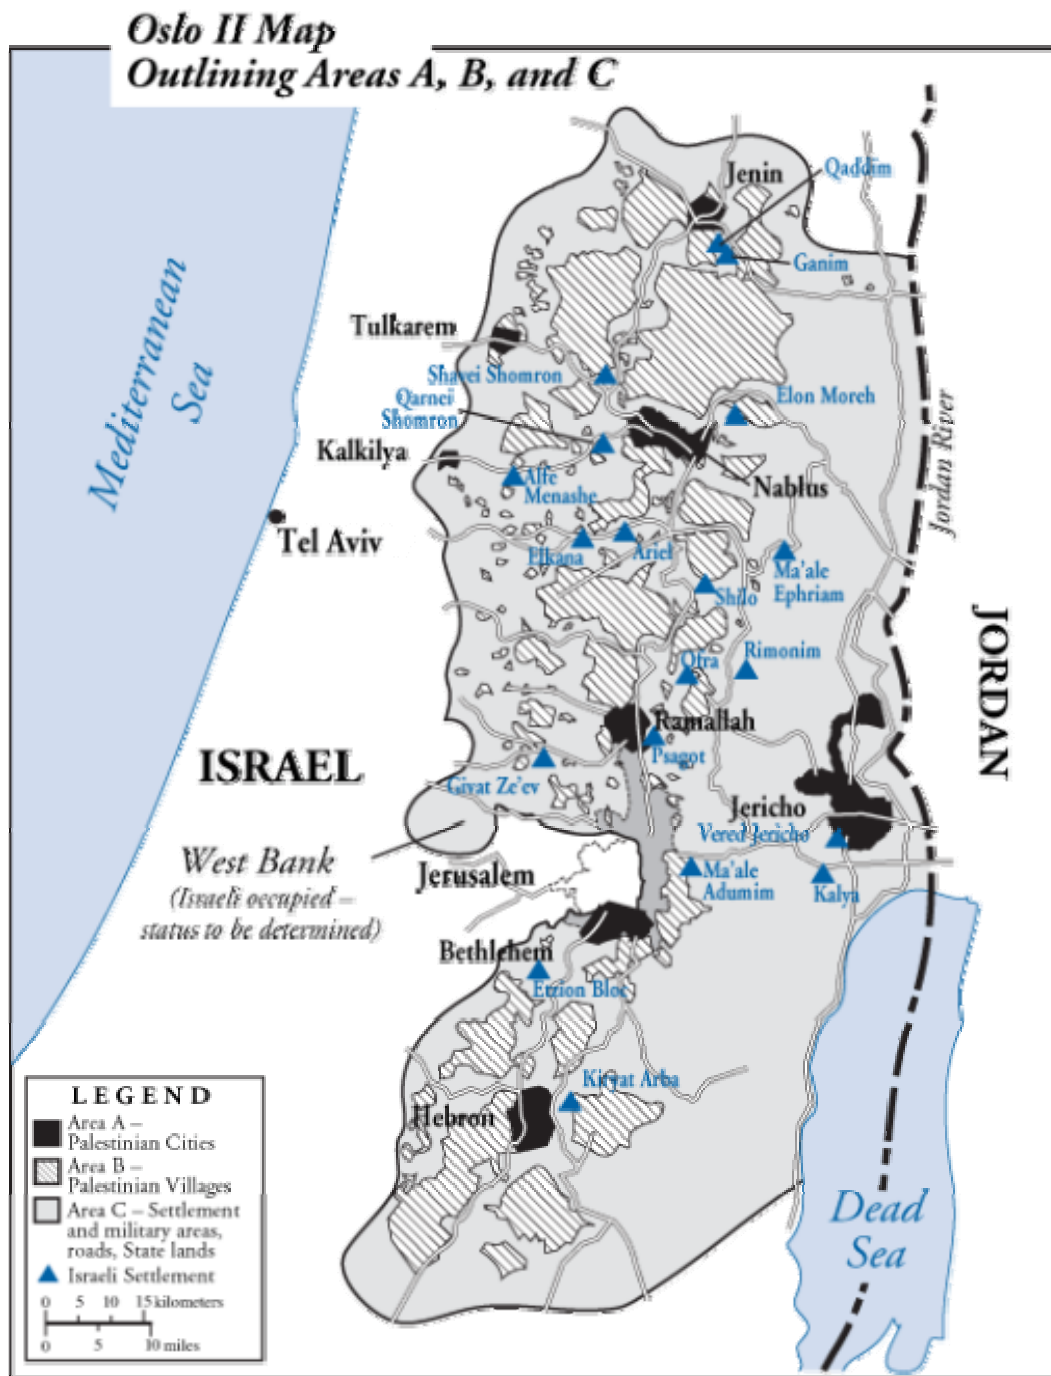 Oslo II Map
Outlining Areas A, B, and C
Mediterranean
Sea
Jenin
Qaddim
Ganim
Tulkarem
Shavei Shomron
Qarnei
Shomron
Elon Moreh
Kalkilya
Alfe
Menashe
Nablus
Jordan River
Tel Aviv
Elkana
Ariel
Ma'ale
Ephriam
Shilo
JORDAN
Ofra
Rimonim
Ramallah
Psagot
ISRAEL
Givat Ze'ev
Jericho
Vered Jericho
West Bank
(Israeli occupied –
status to be determined)
Jerusalem
Ma'ale
Adumim
Kalya
Bethlehem
Etzion Bloc
Kiryat Arba
Hebron
Dead
Sea
LEGEND
Area A –
Palestinian Cities
Area B –
Palestinian Villages
Area C – Settlement
and military areas,
roads, State lands
Israeli Settlement
0 5 10 15 kilometers
0 5 10 miles